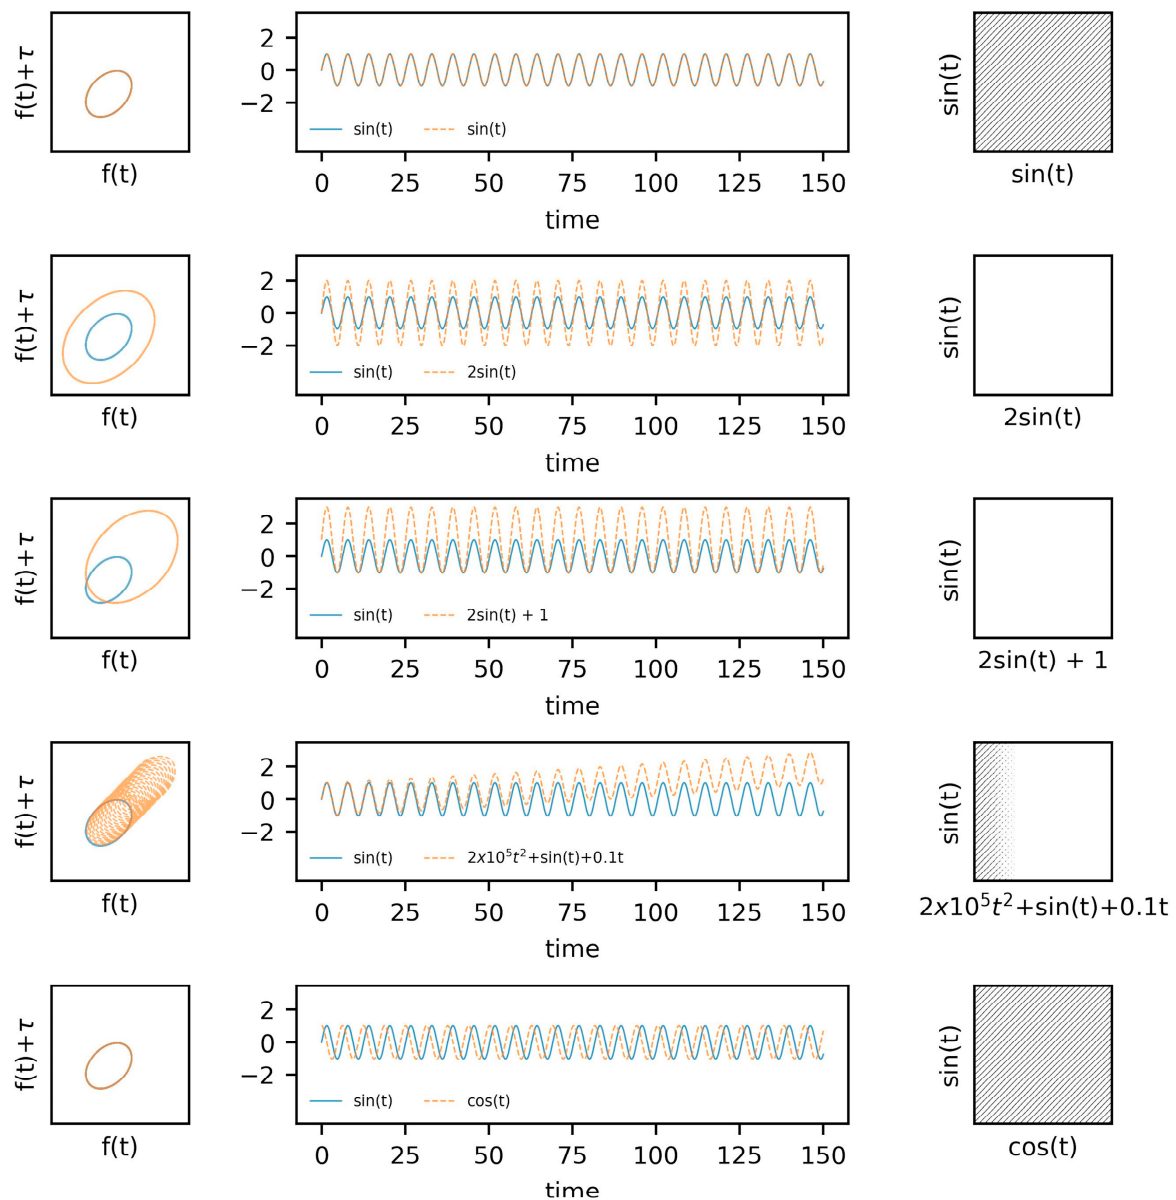 f(t)+τ
f(t)
2
0
−2
sin(t) sin(t)
0 25 50 75 100 125 150
time
sin(t)
sin(t)
f(t)+τ
f(t)
2
0
−2
sin(t) 2sin(t)
0 25 50 75 100 125 150
time
sin(t)
2sin(t)
f(t)+τ
f(t)
2
0
−2
sin(t) 2sin(t) + 1
0 25 50 75 100 125 150
time
sin(t)
2sin(t) + 1
f(t)+τ
f(t)
2
0
−2
sin(t) 2x10⁵t²+sin(t)+0.1t
0 25 50 75 100 125 150
time
sin(t)
2x10⁵t²+sin(t)+0.1t
f(t)+τ
f(t)
2
0
−2
sin(t) cos(t)
0 25 50 75 100 125 150
time
sin(t)
cos(t)